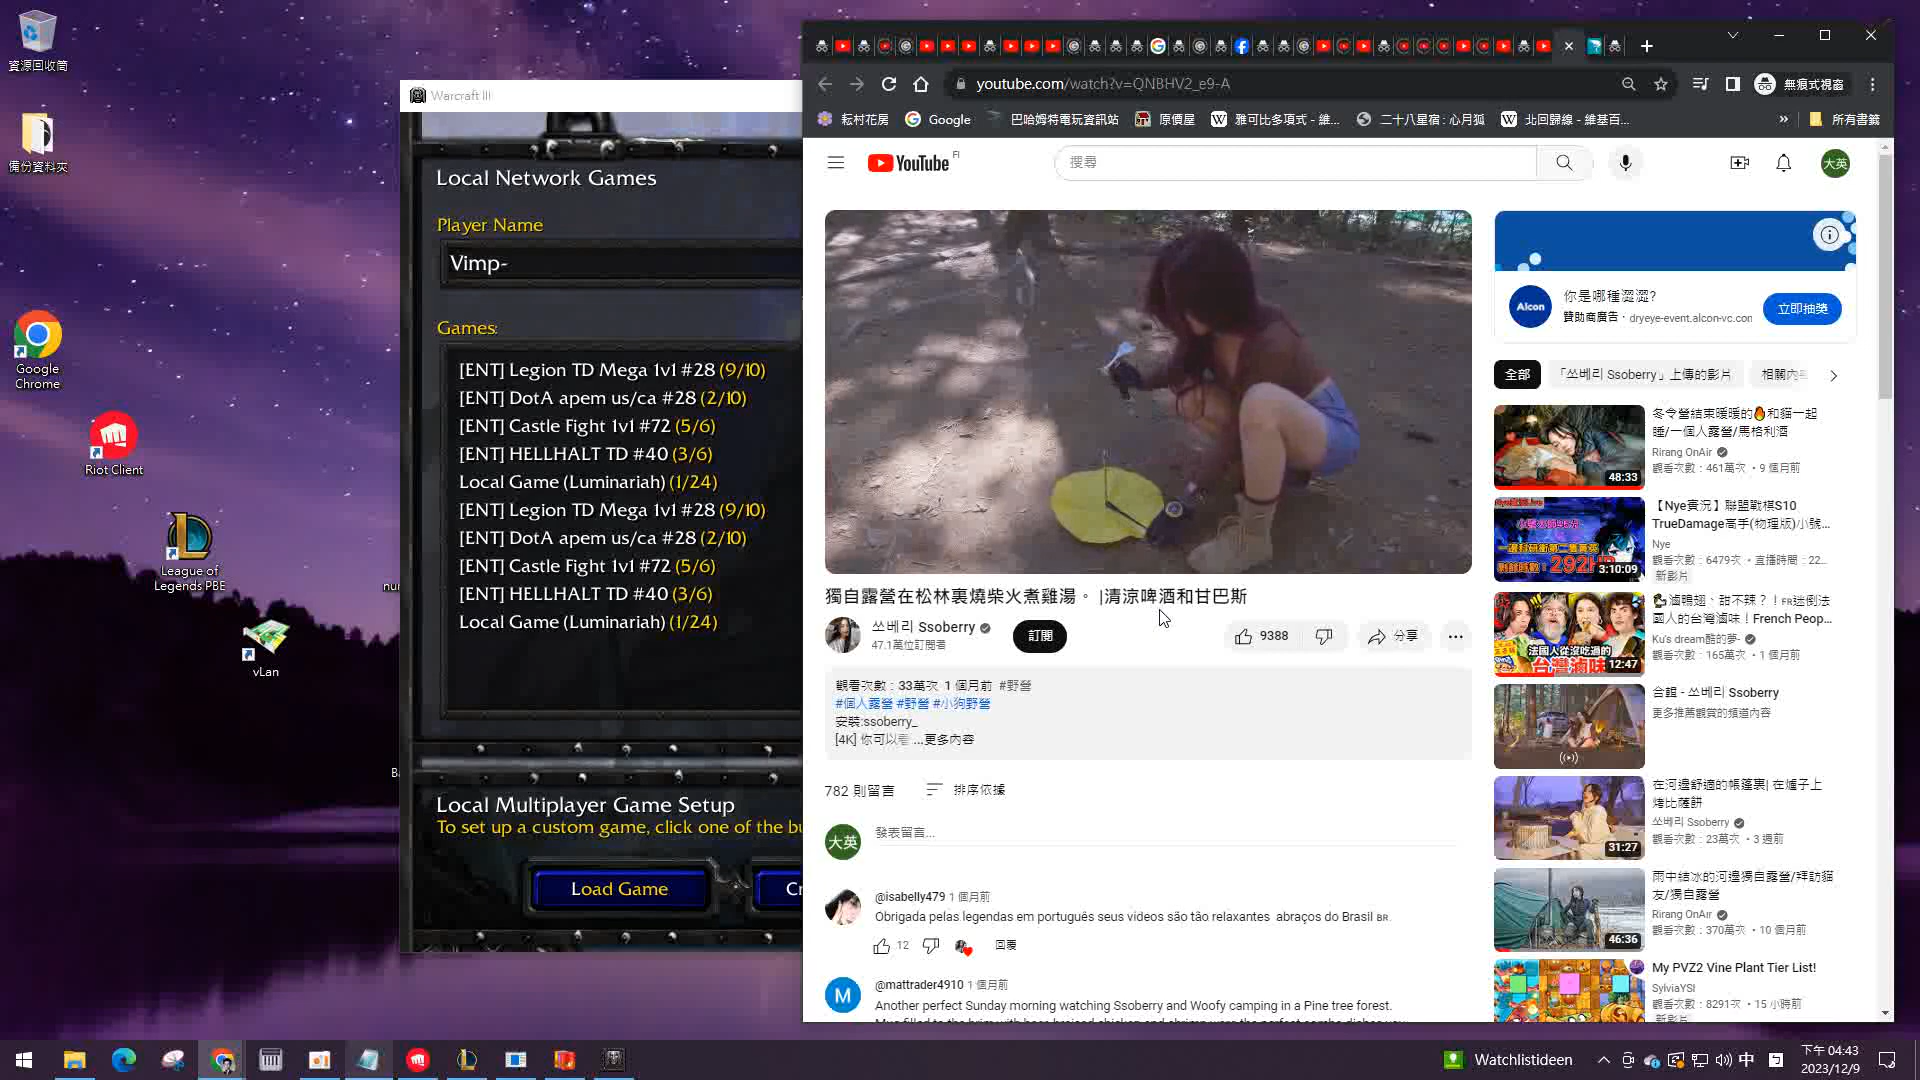 資源回收筒
備份資料夾
Google
Chrome
Riot Client
League of
Legends PBE
vLan
Warcraft III
Local Network Games
Player Name
Vimp-
Games:
[ENT] Legion TD Mega 1v1 #28 (9/10)
[ENT] DotA apem us/ca #28 (2/10)
[ENT] Castle Fight 1v1 #72 (5/6)
[ENT] HELLHALT TD #40 (3/6)
Local Game (Luminariah) (1/24)
[ENT] Legion TD Mega 1v1 #28 (9/10)
[ENT] DotA apem us/ca #28 (2/10)
[ENT] Castle Fight 1v1 #72 (5/6)
[ENT] HELLHALT TD #40 (3/6)
Local Game (Luminariah) (1/24)
Local Multiplayer Game Setup
To set up a custom game, click one of the bu
Load Game
youtube.com/watch?v=QNBHV2_e9-A
無痕式視窗
耘村花房
Google
巴哈姆特電玩資訊站
原價屋
雅可比多項式 - 維...
二十八星宿 : 心月狐
北回歸線 - 維基百...
所有書籤
YouTube FI
搜尋
大英
獨自露營在松林裏燒柴火煮雞湯。 |清涼啤酒和甘巴斯
쏘베리 Ssoberry
47.1萬位訂閱者
訂閱
9388
分享
觀看次數：33萬次 1 個月前 #野營
#個人露營 #野營 #小狗野營
安裝:ssoberry_
[4K] 你可以看 ...更多內容
782 則留言
排序依據
大英
發表留言...
@isabelly479 1 個月前
Obrigada pelas legendas em português seus videos são tão relaxantes abraços do Brasil BR
12
回覆
M
@mattrader4910 1 個月前
Another perfect Sunday morning watching Ssoberry and Woofy camping in a Pine tree forest.
Alcon
你是哪種澀澀?
贊助商廣告 · dryeye-event.alcon-vc.con
立即抽獎
全部
「쏘베리 Ssoberry」上傳的影片
相關內
冬令營結束暖暖的🔥和貓一起
睡/一個人露營/馬格利酒
Rirang OnAir
觀看次數：461萬次 • 9 個月前
48:33
【Nye實況】聯盟戰棋S10
TrueDamage高手(物理版)小號...
Nye
觀看次數：6479次 • 直播時間：22...
新影片
3:10:09
🦆滷鴨翅、甜不辣？！FR迷倒法
國人的台灣滷味！French Peop...
Ku's dream酷的夢-
觀看次數：165萬次 • 1 個月前
法國人從沒吃過的
台灣滷味
12:47
合輯 - 쏘베리 Ssoberry
更多推薦觀賞的頻道內容
在河邊舒適的帳篷裏| 在爐子上
烤比薩餅
쏘베리 Ssoberry
觀看次數：23萬次 • 3 週前
31:27
雨中結冰的河邊獨自露營/拜訪貓
友/獨自露營
Rirang OnAir
觀看次數：370萬次 • 10 個月前
46:36
My PVZ2 Vine Plant Tier List!
SylviaYSI
觀看次數：8291次 • 15 小時前
新影片
Watchlistideen
中
下午 04:43
2023/12/9